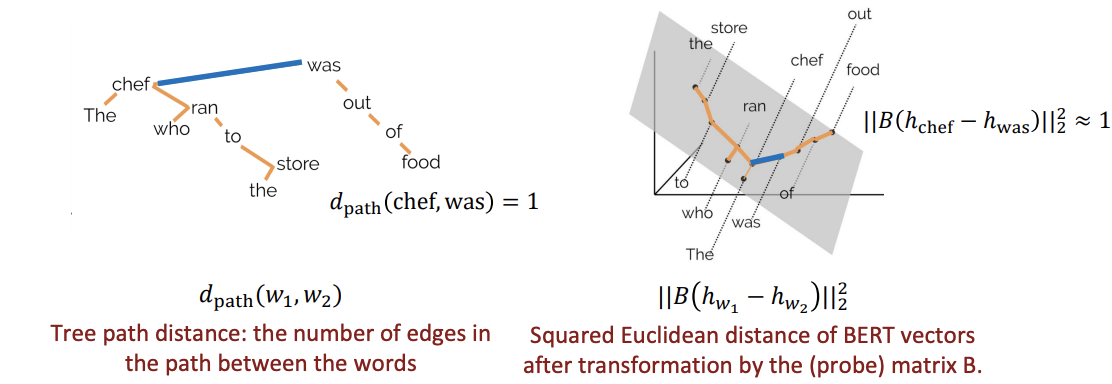 was
chef
The
who
ran
to
store
the
out
of
food
d_path(chef, was) = 1
d_path(w₁, w₂)
Tree path distance: the number of edges in
the path between the words
out
store
the
chef
food
ran
||B(h_chef − h_was)||₂² ≈ 1
to
of
who
was
The
||B(h_w₁ − h_w₂)||₂²
Squared Euclidean distance of BERT vectors
after transformation by the (probe) matrix B.